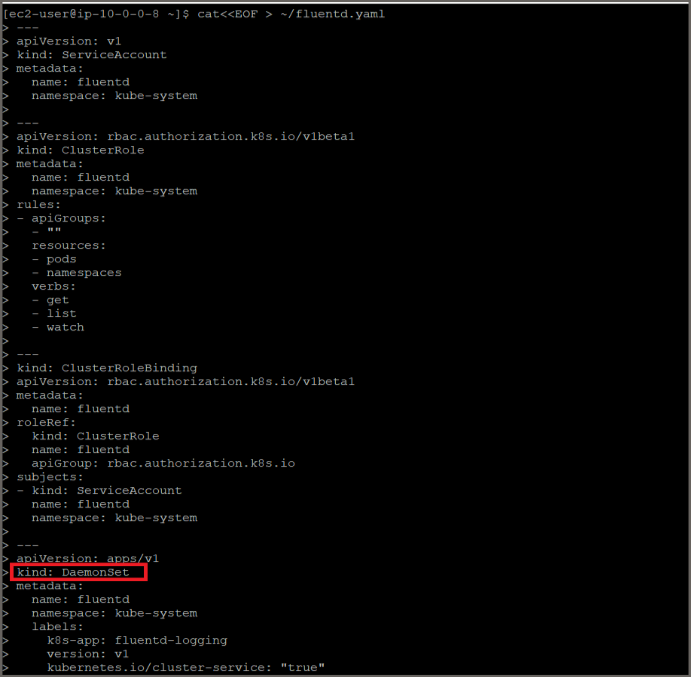 [ec2-user@ip-10-0-0-8 ~]$ cat<<EOF > ~/fluentd.yaml
> ---
> apiVersion: v1
> kind: ServiceAccount
> metadata:
>   name: fluentd
>   namespace: kube-system
>
> ---
> apiVersion: rbac.authorization.k8s.io/v1beta1
> kind: ClusterRole
> metadata:
>   name: fluentd
>   namespace: kube-system
> rules:
> - apiGroups:
>   - ""
>   resources:
>   - pods
>   - namespaces
>   verbs:
>   - get
>   - list
>   - watch
>
> ---
> kind: ClusterRoleBinding
> apiVersion: rbac.authorization.k8s.io/v1beta1
> metadata:
>   name: fluentd
> roleRef:
>   kind: ClusterRole
>   name: fluentd
>   apiGroup: rbac.authorization.k8s.io
> subjects:
> - kind: ServiceAccount
>   name: fluentd
>   namespace: kube-system
>
> ---
> apiVersion: apps/v1
> kind: DaemonSet
> metadata:
>   name: fluentd
>   namespace: kube-system
>   labels:
>     k8s-app: fluentd-logging
>     version: v1
>     kubernetes.io/cluster-service: "true"